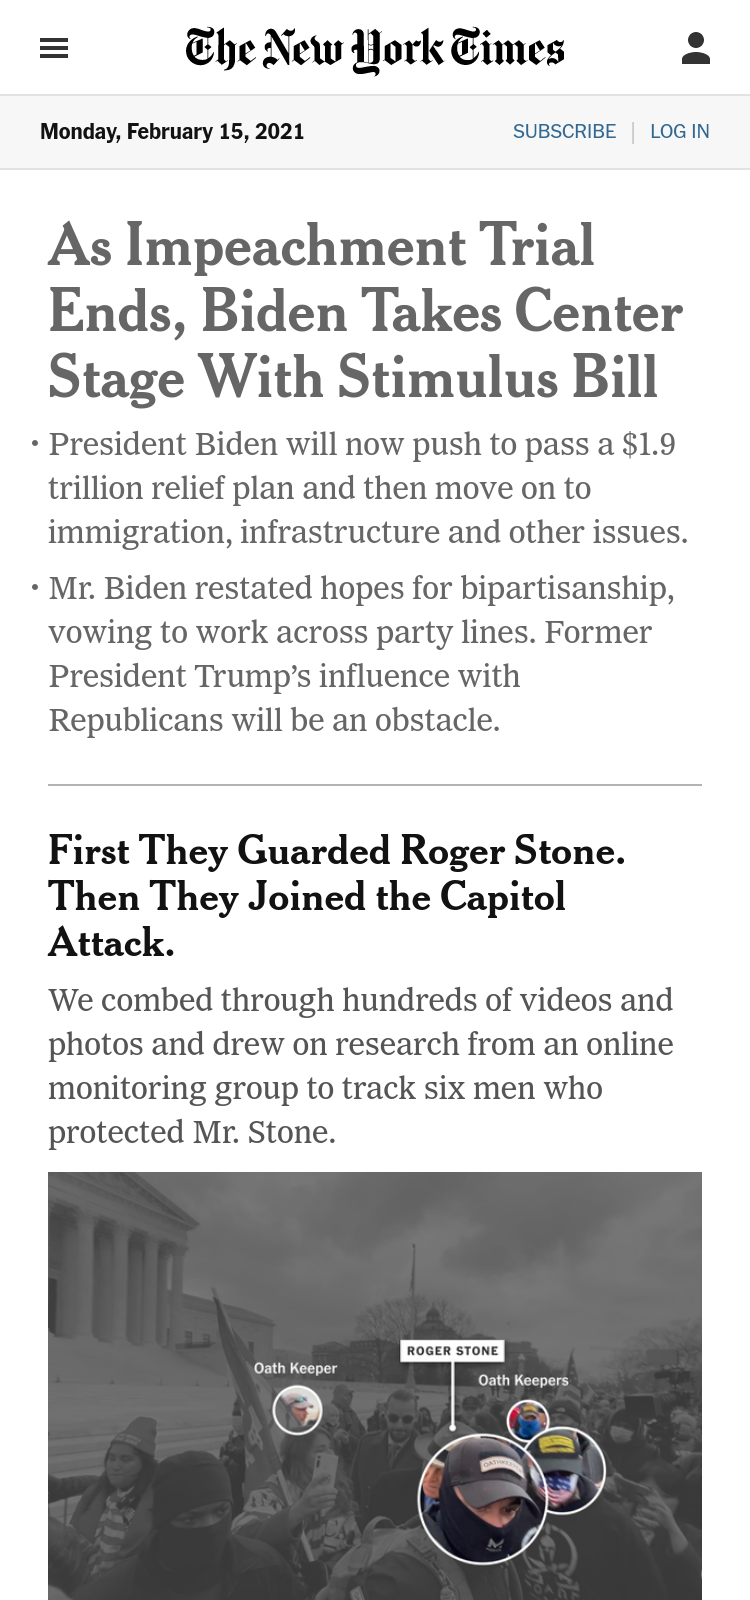 The New York Times
Monday, February 15, 2021
SUBSCRIBE
LOG IN
As Impeachment Trial
Ends, Biden Takes Center
Stage With Stimulus Bill
• President Biden will now push to pass a $1.9
trillion relief plan and then move on to
immigration, infrastructure and other issues.
• Mr. Biden restated hopes for bipartisanship,
vowing to work across party lines. Former
President Trump’s influence with
Republicans will be an obstacle.
First They Guarded Roger Stone.
Then They Joined the Capitol
Attack.
We combed through hundreds of videos and
photos and drew on research from an online
monitoring group to track six men who
protected Mr. Stone.
ROGER STONE
Oath Keeper
Oath Keepers